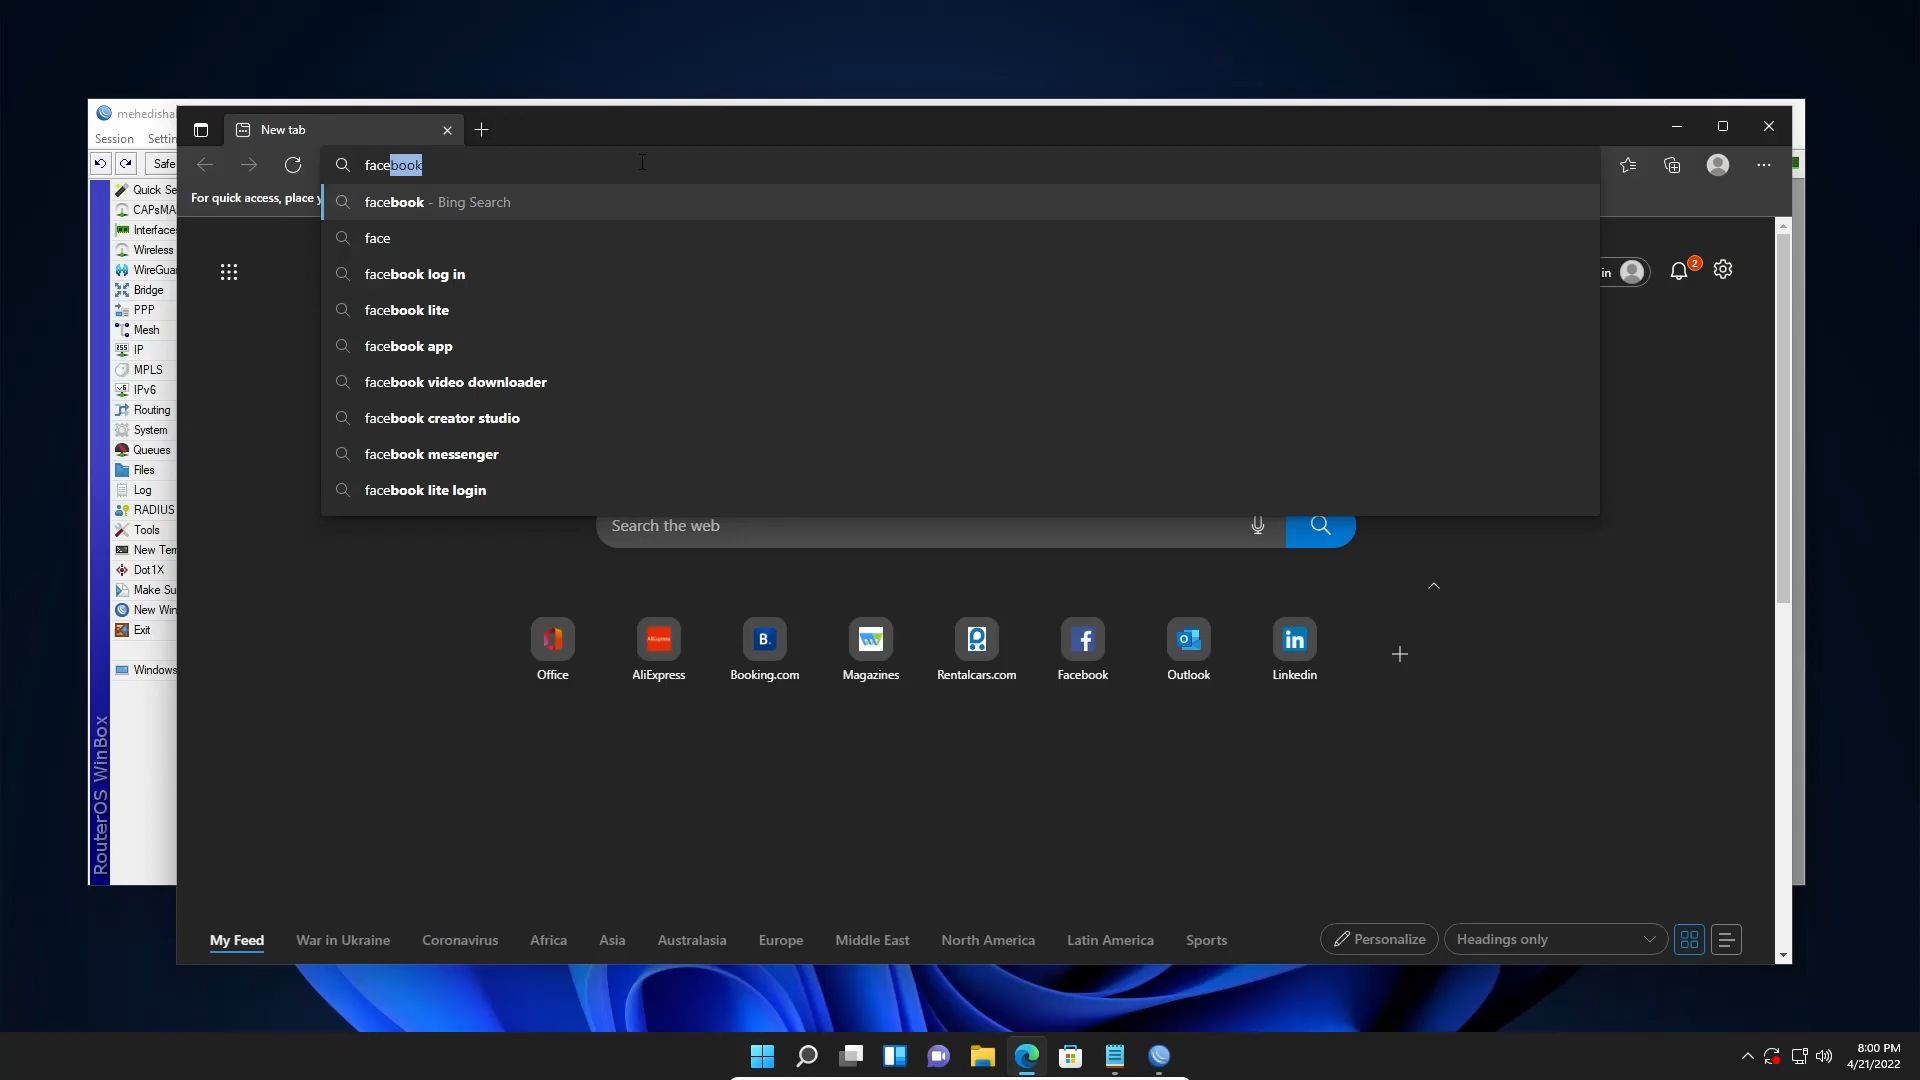 mehedisha
Session Settin
Safe
Quick Se
CAPsMA
Interfaces
Wireless
WireGua
Bridge
PPP
Mesh
IP
MPLS
IPv6
Routing
System
Queues
Files
Log
RADIUS
Tools
New Ter
Dot1X
Make Su
New Win
Exit
Windows
RouterOS WinBox
New tab
facebook
For quick access, place y
facebook - Bing Search
face
facebook log in
facebook lite
facebook app
facebook video downloader
facebook creator studio
facebook messenger
facebook lite login
in
2
Search the web
Office
AliExpress
Booking.com
Magazines
Rentalcars.com
Facebook
Outlook
Linkedin
My Feed War in Ukraine Coronavirus Africa Asia Australasia Europe Middle East North America Latin America Sports
Personalize
Headings only
8:00 PM
4/21/2022